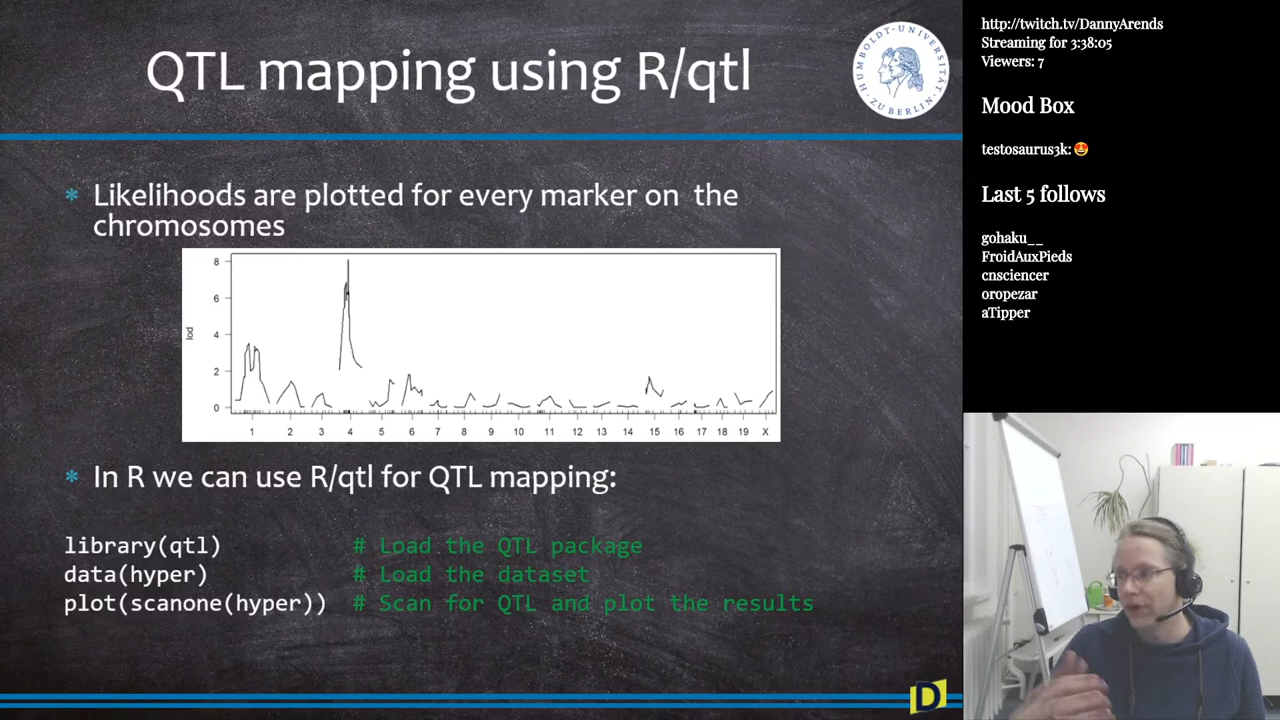 QTL mapping using R/qtl
HUMBOLDT-UNIVERSITÄT ZU BERLIN
* Likelihoods are plotted for every marker on the
chromosomes
8
6
4
2
0
lod
1 2 3 4 5 6 7 8 9 10 11 12 13 14 15 16 17 18 19 X
* In R we can use R/qtl for QTL mapping:
library(qtl) # Load the QTL package
data(hyper) # Load the dataset
plot(scanone(hyper)) # Scan for QTL and plot the results
D
http://twitch.tv/DannyArends
Streaming for 3:38:05
Viewers: 7
Mood Box
testosaurus3k:🤩
Last 5 follows
gohaku__
FroidAuxPieds
cnsciencer
oropezar
aTipper